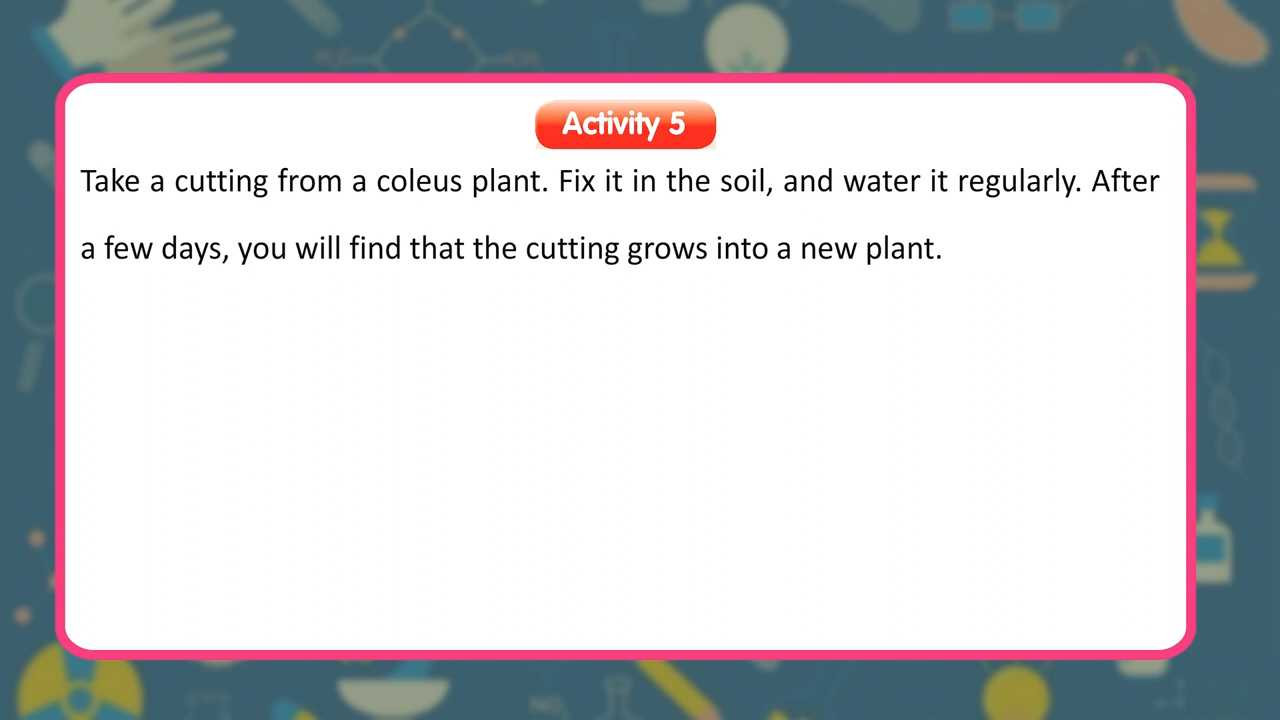 Activity 5
Take a cutting from a coleus plant. Fix it in the soil, and water it regularly. After
a few days, you will find that the cutting grows into a new plant.